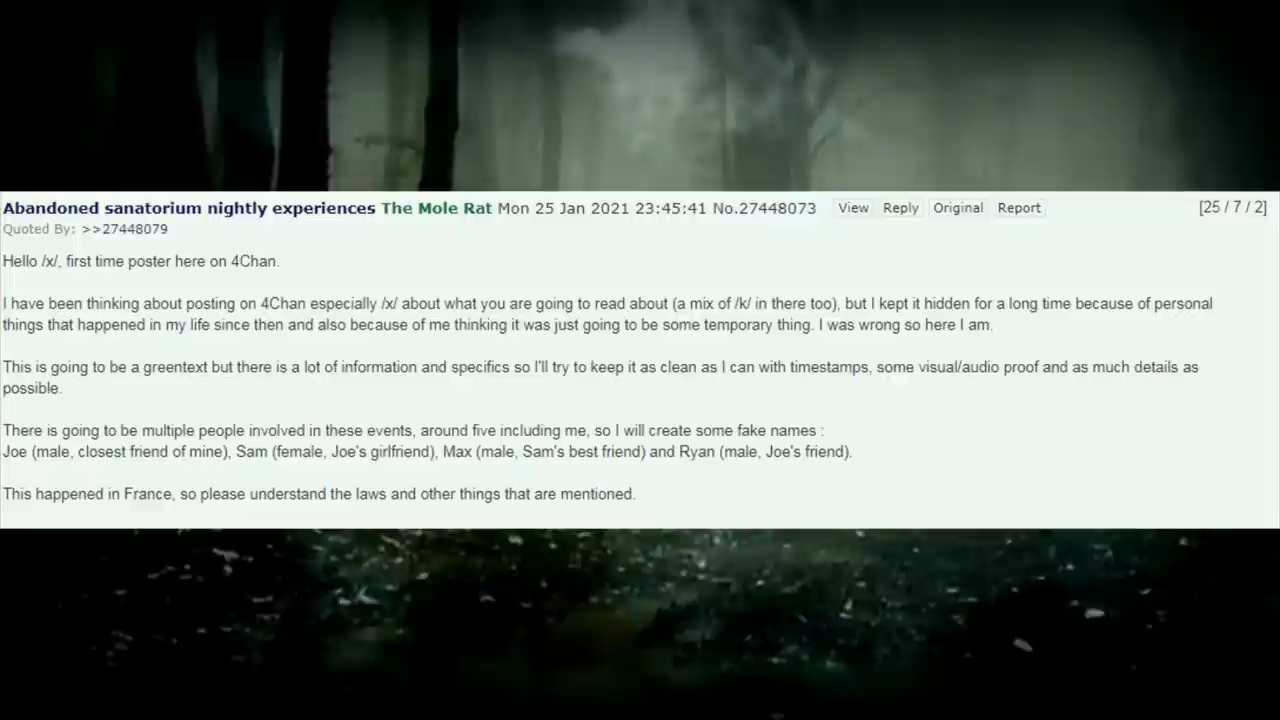 Abandoned sanatorium nightly experiences The Mole Rat Mon 25 Jan 2021 23:45:41 No.27448073 View Reply Original Report [25 / 7 / 2]
Quoted By: >>27448079
Hello /x/, first time poster here on 4Chan.
I have been thinking about posting on 4Chan especially /x/ about what you are going to read about (a mix of /k/ in there too), but I kept it hidden for a long time because of personal
things that happened in my life since then and also because of me thinking it was just going to be some temporary thing. I was wrong so here I am.
This is going to be a greentext but there is a lot of information and specifics so I'll try to keep it as clean as I can with timestamps, some visual/audio proof and as much details as
possible.
There is going to be multiple people involved in these events, around five including me, so I will create some fake names :
Joe (male, closest friend of mine), Sam (female, Joe's girlfriend), Max (male, Sam's best friend) and Ryan (male, Joe's friend).
This happened in France, so please understand the laws and other things that are mentioned.